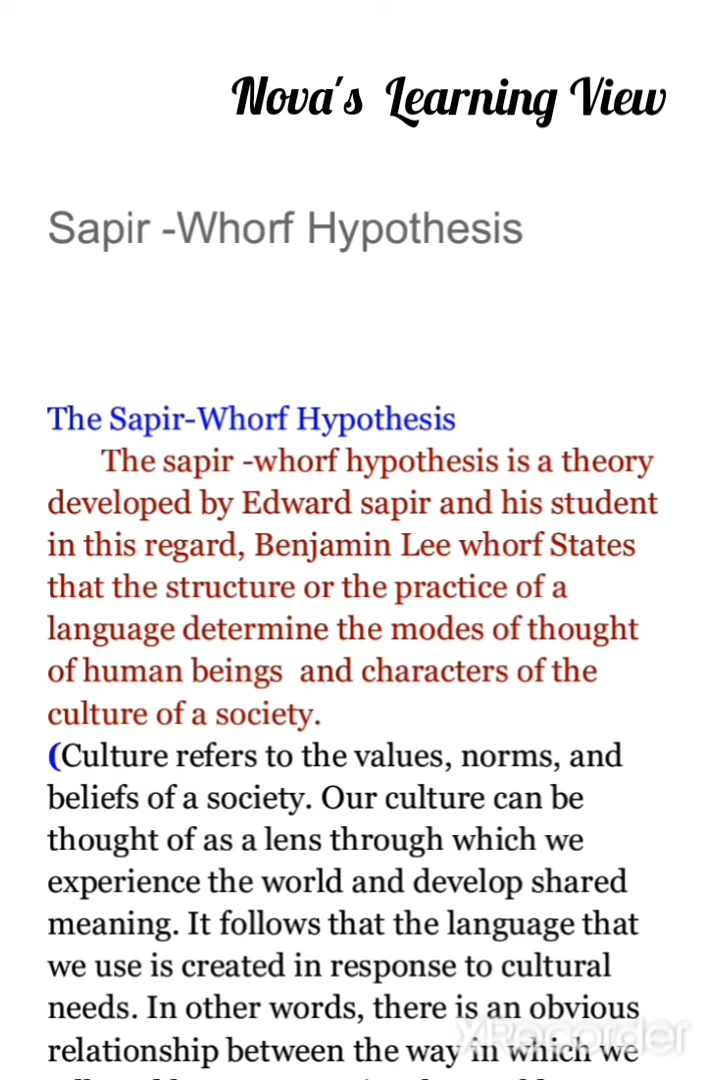 Nova's Learning View
Sapir -Whorf Hypothesis
The Sapir-Whorf Hypothesis
The sapir -whorf hypothesis is a theory
developed by Edward sapir and his student
in this regard, Benjamin Lee whorf States
that the structure or the practice of a
language determine the modes of thought
of human beings  and characters of the
culture of a society.
(Culture refers to the values, norms, and
beliefs of a society. Our culture can be
thought of as a lens through which we
experience the world and develop shared
meaning. It follows that the language that
we use is created in response to cultural
needs. In other words, there is an obvious
relationship between the way in which we
XRecorder